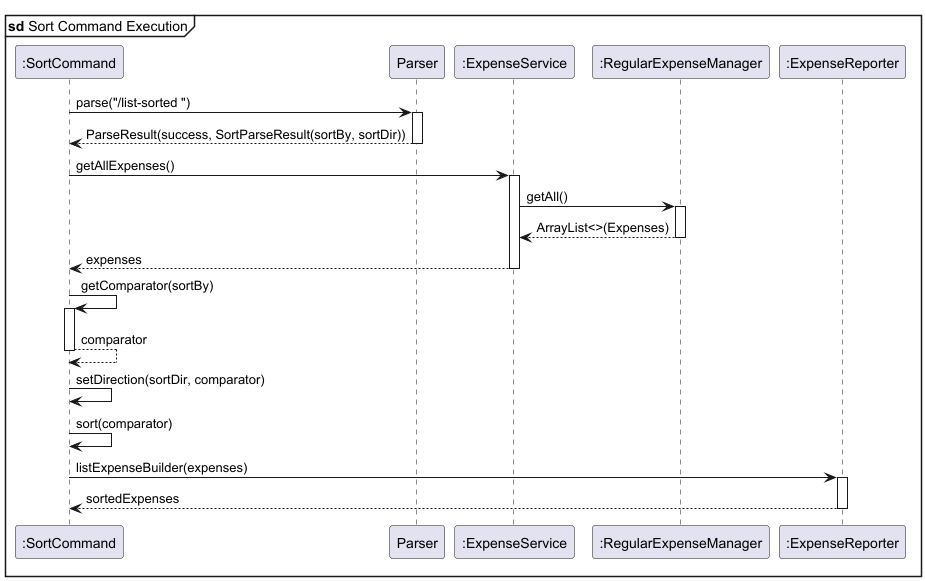 sd Sort Command Execution
:SortCommand
Parser
:ExpenseService
:RegularExpenseManager
:ExpenseReporter
parse("/list-sorted ")
ParseResult(success, SortParseResult(sortBy, sortDir))
getAllExpenses()
getAll()
ArrayList<>(Expenses)
expenses
getComparator(sortBy)
comparator
setDirection(sortDir, comparator)
sort(comparator)
listExpenseBuilder(expenses)
sortedExpenses
:SortCommand
Parser
:ExpenseService
:RegularExpenseManager
:ExpenseReporter